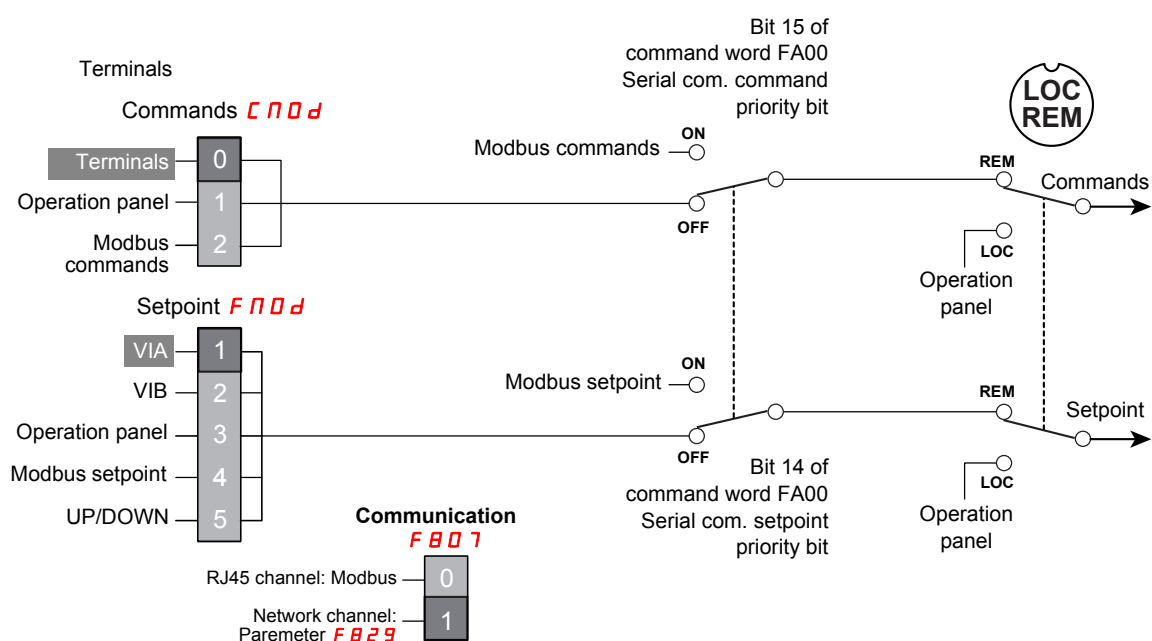 Terminals
Commands CNOd
Terminals
0
Operation panel
1
Modbus
commands
2
Bit 15 of
command word FA00
Serial com. command
priority bit
ON
Modbus commands
OFF
LOC
REM
REM
Commands
LOC
Operation
panel
Setpoint FNOd
VIA
1
VIB
2
Operation panel
3
Modbus setpoint
4
UP/DOWN
5
ON
Modbus setpoint
OFF
Bit 14 of
command word FA00
Serial com. setpoint
priority bit
REM
Setpoint
LOC
Operation
panel
Communication
F807
RJ45 channel: Modbus
0
Network channel:
Paremeter F829
1